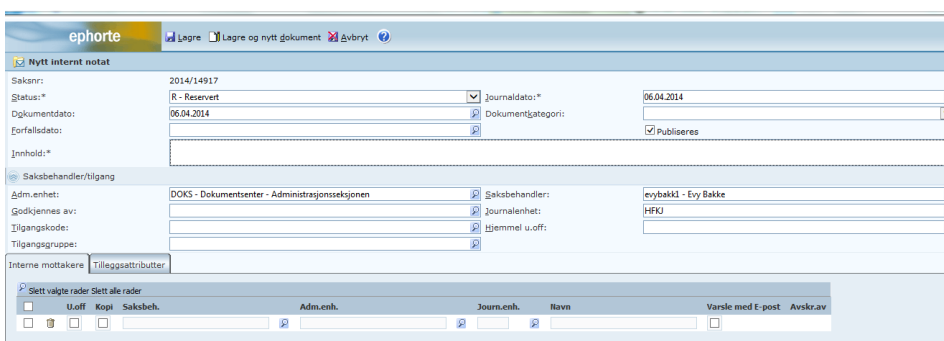 ephorte Lagre Lagre og nytt dokument Avbryt ?
Nytt internt notat
Saksnr: 2014/14917
Status:* R - Reservert Journaldato:* 06.04.2014
Dokumentdato: 06.04.2014 Dokumentkategori:
Forfallsdato: Publiseres
Innhold:*
Saksbehandler/tilgang
Adm.enhet: DOKS - Dokumentsenter - Administrasjonsseksjonen Saksbehandler: evybakk1 - Evy Bakke
Godkjennes av: Journalenhet: HFKJ
Tilgangskode: Hjemmel u.off:
Tilgangsgruppe:
Interne mottakere Tilleggsattributter
Slett valgte rader Slett alle rader
U.off Kopi Saksbeh. Adm.enh. Journ.enh. Navn Varsle med E-post Avskr.av